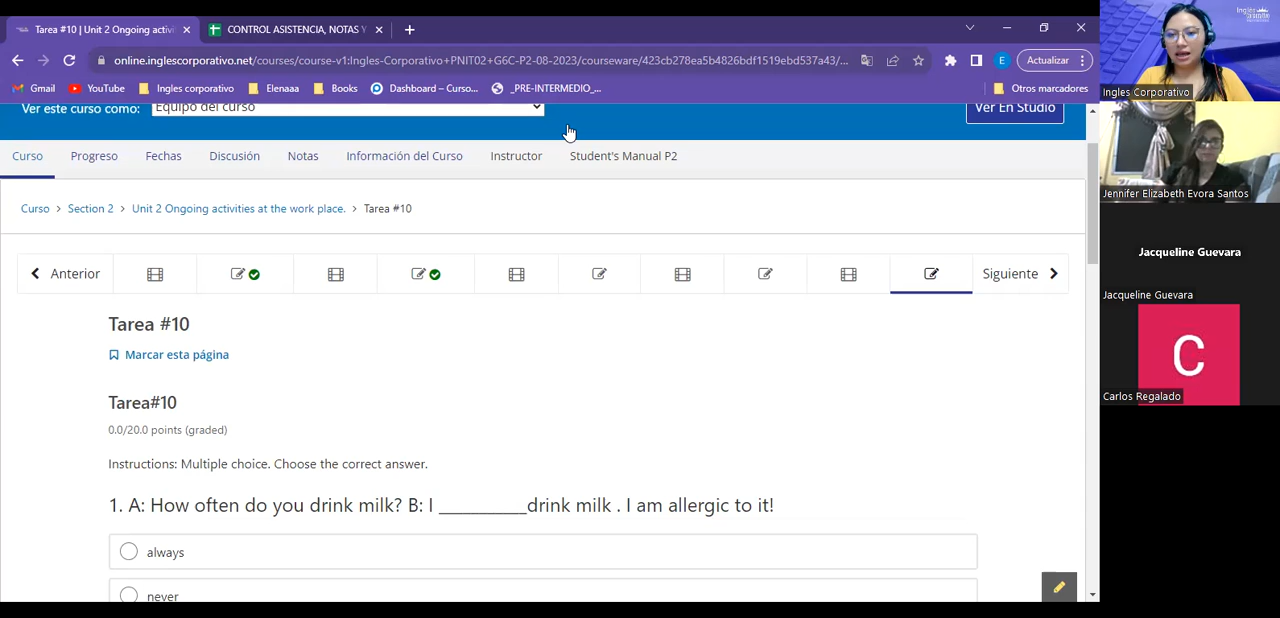 Tarea #10 | Unit 2 Ongoing activi
CONTROL ASISTENCIA, NOTAS Y
online.inglescorporativo.net/courses/course-v1:Ingles-Corporativo+PNIT02+G6C-P2-08-2023/courseware/423cb278ea5b4826bdf1519ebd537a43/...
E
Actualizar
Gmail
YouTube
Ingles corporativo
Elenaaa
Books
Dashboard – Curso...
_PRE-INTERMEDIO_...
Otros marcadores
Ver este curso como:
Equipo del curso
Ver En Studio
Curso
Progreso
Fechas
Discusión
Notas
Información del Curso
Instructor
Student's Manual P2
Curso > Section 2 > Unit 2 Ongoing activities at the work place. > Tarea #10
Anterior
Siguiente
Tarea #10
Marcar esta página
Tarea#10
0.0/20.0 points (graded)
Instructions: Multiple choice. Choose the correct answer.
1. A: How often do you drink milk? B: I __________drink milk . I am allergic to it!
always
never
Ingles Corporativo
Jennifer Elizabeth Evora Santos
Jacqueline Guevara
Jacqueline Guevara
C
Carlos Regalado